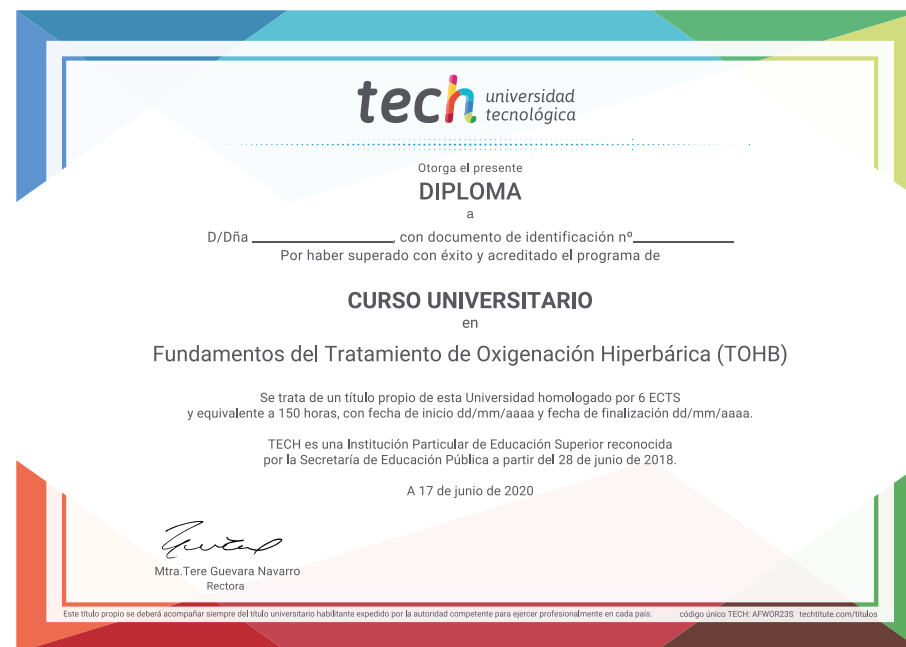 tech universidad
tecnológica
Otorga el presente
DIPLOMA
a
D/Dña ____________________, con documento de identificación nº______________
Por haber superado con éxito y acreditado el programa de
CURSO UNIVERSITARIO
en
Fundamentos del Tratamiento de Oxigenación Hiperbárica (TOHB)
Se trata de un título propio de esta Universidad homologado por 6 ECTS
y equivalente a 150 horas, con fecha de inicio dd/mm/aaaa y fecha de finalización dd/mm/aaaa.
TECH es una Institución Particular de Educación Superior reconocida
por la Secretaría de Educación Pública a partir del 28 de junio de 2018.
A 17 de junio de 2020
Mtra.Tere Guevara Navarro
Rectora
Este título propio se deberá acompañar siempre del título universitario habilitante expedido por la autoridad competente para ejercer profesionalmente en cada país. código único TECH: AFWOR23S techtitute.com/títulos